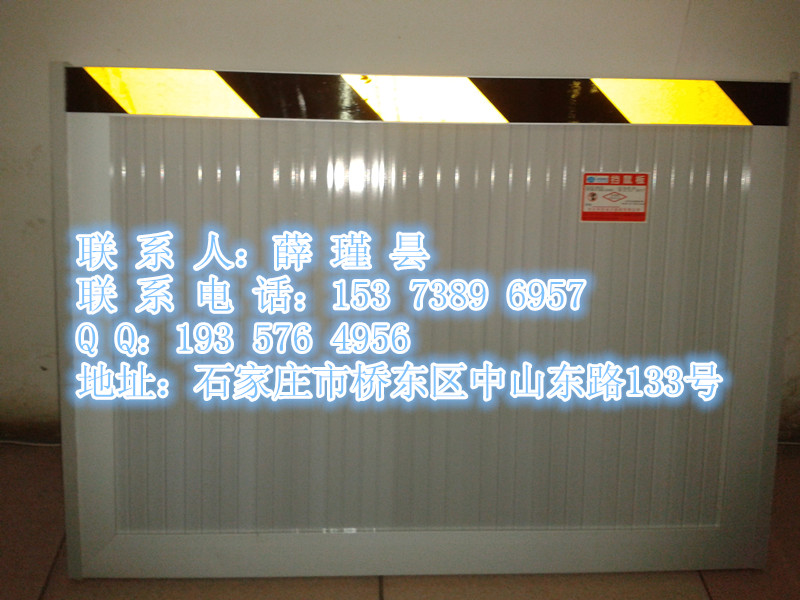 挡鼠板
联 系 人: 薛 瑾 昙
联 系 电 话: 153 7389 6957
Q Q: 193 576 4956
地址: 石家庄市桥东区中山东路133号